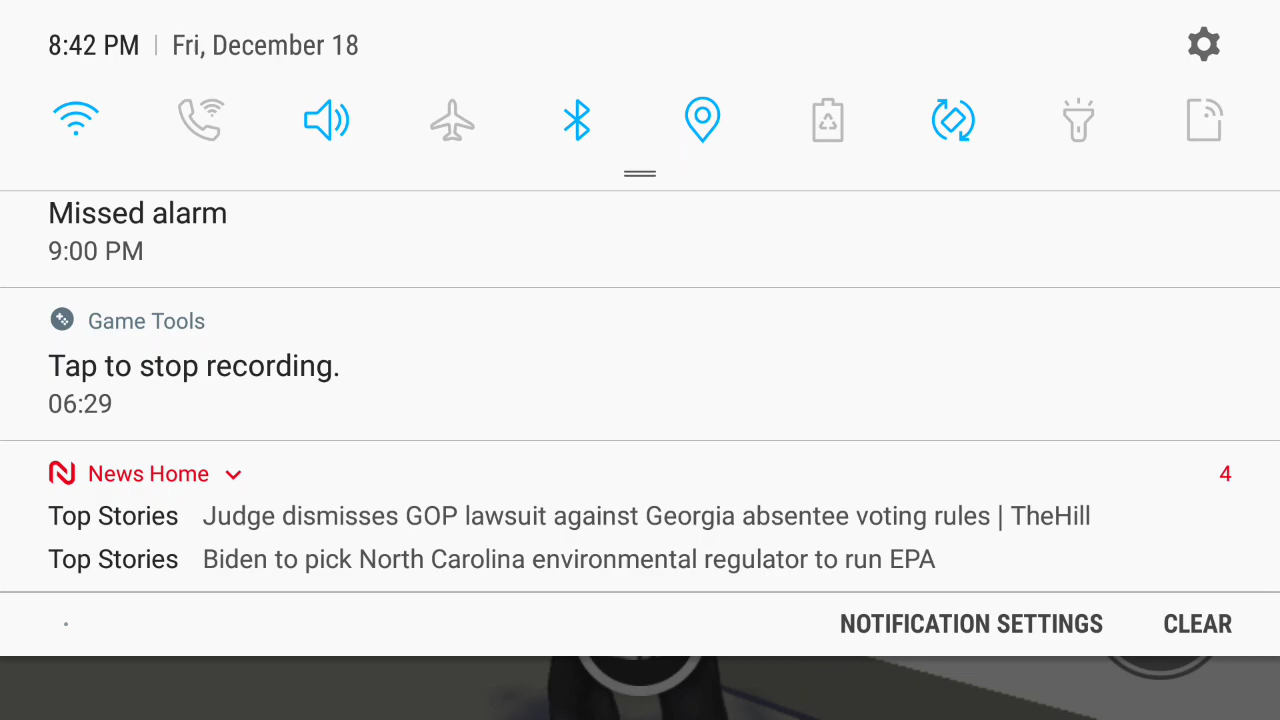 8:42 PM | Fri, December 18
Missed alarm
9:00 PM
Game Tools
Tap to stop recording.
06:29
News Home 4
Top Stories Judge dismisses GOP lawsuit against Georgia absentee voting rules | TheHill
Top Stories Biden to pick North Carolina environmental regulator to run EPA
NOTIFICATION SETTINGS CLEAR